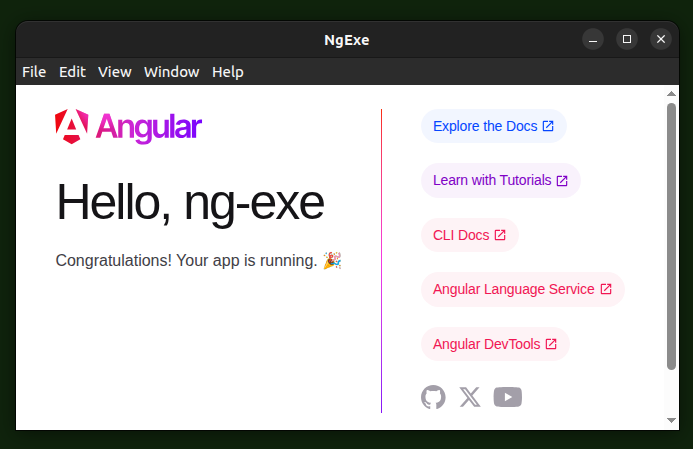 NgExe
File Edit View Window Help
Angular
Hello, ng-exe
Congratulations! Your app is running. 🎉
Explore the Docs
Learn with Tutorials
CLI Docs
Angular Language Service
Angular DevTools